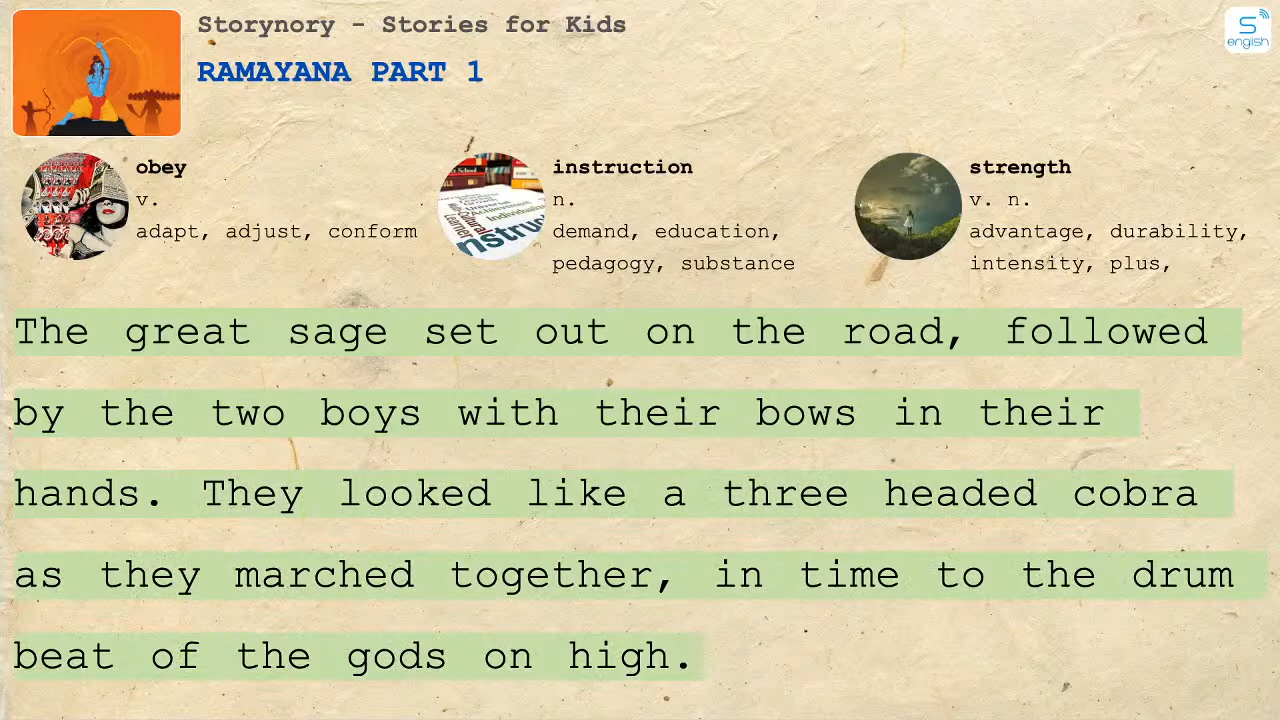 Storynory - Stories for Kids
RAMAYANA PART 1
S
english
obey
v.
adapt, adjust, conform
instruction
n.
demand, education,
pedagogy, substance
strength
v. n.
advantage, durability,
intensity, plus,
The great sage set out on the road, followed
by the two boys with their bows in their
hands. They looked like a three headed cobra
as they marched together, in time to the drum
beat of the gods on high.